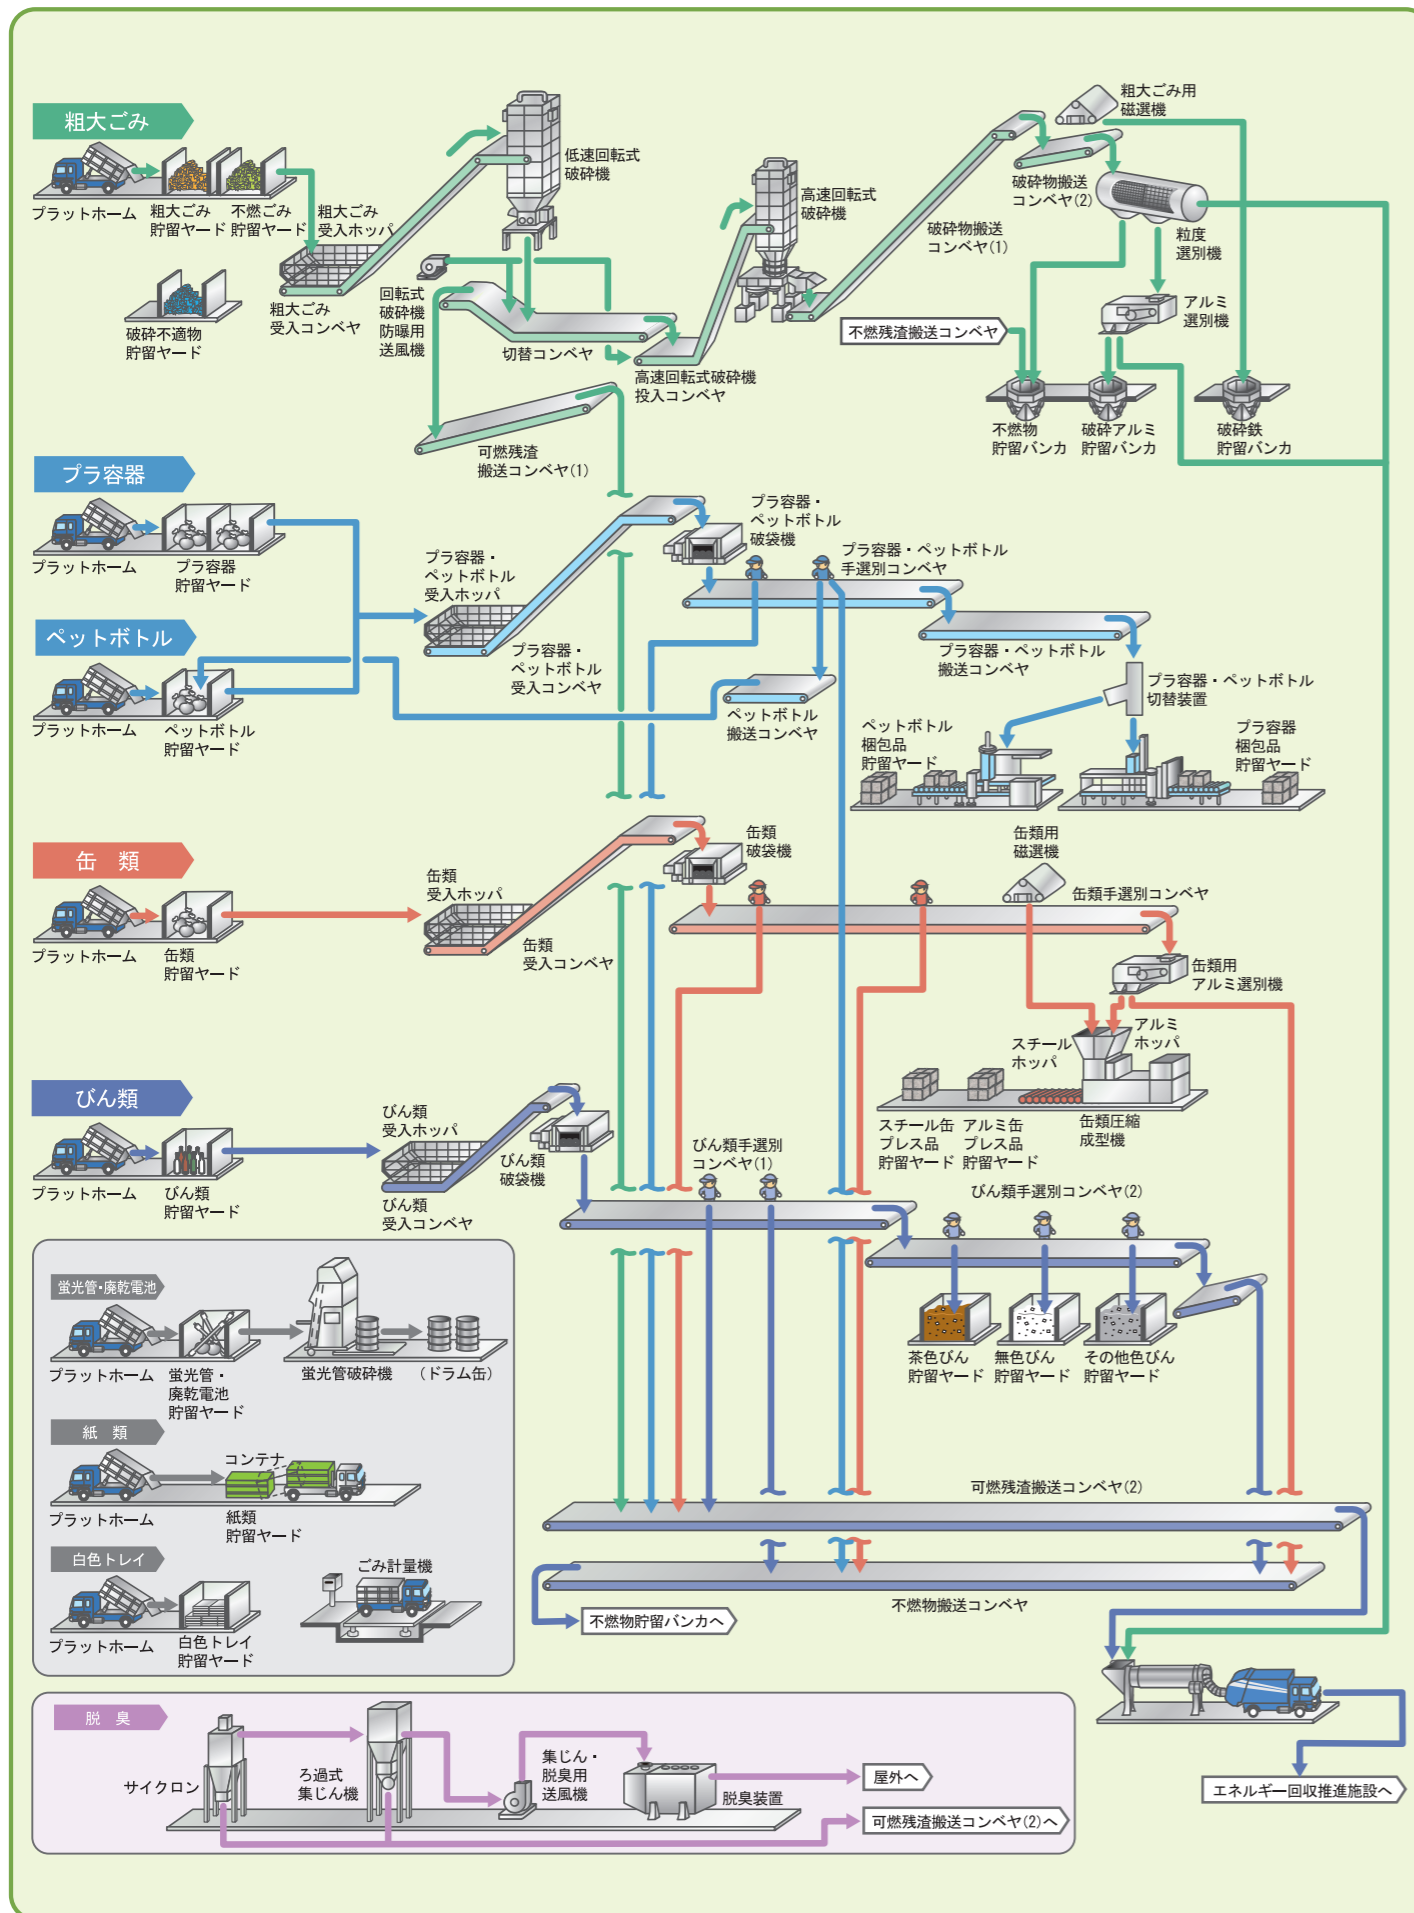 粗大ごみ
プラットホーム
粗大ごみ
貯留ヤード
不燃ごみ
貯留ヤード
粗大ごみ
受入ホッパ
粗大ごみ
受入コンベヤ
破砕不適物
貯留ヤード
低速回転式
破砕機
回転式
破砕機
防曝用
送風機
切替コンベヤ
高速回転式
破砕機
高速回転式破砕機
投入コンベヤ
可燃残渣
搬送コンベヤ(1)
破砕物搬送
コンベヤ(1)
粗大ごみ用
磁選機
破砕物搬送
コンベヤ(2)
粒度
選別機
アルミ
選別機
不燃残渣搬送コンベヤ
不燃物
貯留バンカ
破砕アルミ
貯留バンカ
破砕鉄
貯留バンカ
プラ容器
プラットホーム
プラ容器
貯留ヤード
プラ容器・
ペットボトル
受入ホッパ
プラ容器・
ペットボトル
受入コンベヤ
プラ容器・
ペットボトル
破袋機
プラ容器・ペットボトル
手選別コンベヤ
プラ容器・ペットボトル
搬送コンベヤ
プラ容器・ペットボトル
切替装置
ペットボトル
プラットホーム
ペットボトル
貯留ヤード
ペットボトル
搬送コンベヤ
ペットボトル
梱包品
貯留ヤード
プラ容器
梱包品
貯留ヤード
缶　類
プラットホーム
缶類
貯留ヤード
缶類
受入ホッパ
缶類
受入コンベヤ
缶類
破袋機
缶類用
磁選機
缶類手選別コンベヤ
缶類用
アルミ選別機
スチール
ホッパ
アルミ
ホッパ
スチール缶
プレス品
貯留ヤード
アルミ缶
プレス品
貯留ヤード
缶類圧縮
成型機
びん類
プラットホーム
びん類
貯留ヤード
びん類
受入ホッパ
びん類
受入コンベヤ
びん類
破袋機
びん類手選別
コンベヤ(1)
びん類手選別コンベヤ(2)
茶色びん
貯留ヤード
無色びん
貯留ヤード
その他色びん
貯留ヤード
可燃残渣搬送コンベヤ(2)
不燃物搬送コンベヤ
不燃物貯留バンカへ
エネルギー回収推進施設へ
蛍光管・廃乾電池
プラットホーム
蛍光管・
廃乾電池
貯留ヤード
蛍光管破砕機
(ドラム缶)
紙　類
プラットホーム
コンテナ
紙類
貯留ヤード
白色トレイ
プラットホーム
白色トレイ
貯留ヤード
ごみ計量機
脱　臭
サイクロン
ろ過式
集じん機
集じん・
脱臭用
送風機
脱臭装置
屋外へ
可燃残渣搬送コンベヤ(2)へ